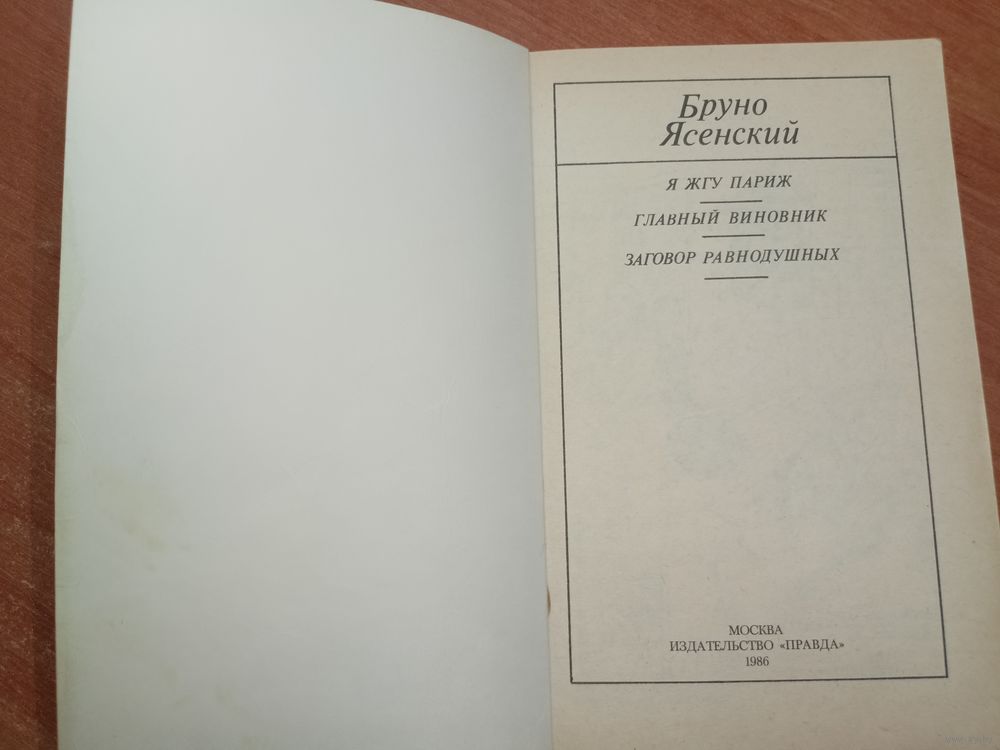 Бруно
Ясенский
Я ЖГУ ПАРИЖ
ГЛАВНЫЙ ВИНОВНИК
ЗАГОВОР РАВНОДУШНЫХ
МОСКВА
ИЗДАТЕЛЬСТВО «ПРАВДА»
1986